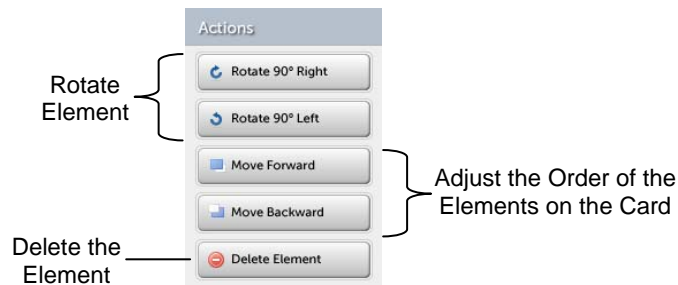 Actions
Rotate 90° Right
Rotate
Element
Rotate 90° Left
Move Forward
Adjust the Order of the
Elements on the Card
Move Backward
Delete the
Element
Delete Element